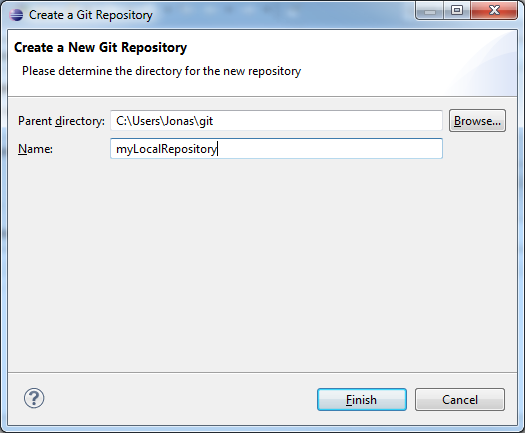 Create a Git Repository
Create a New Git Repository
Please determine the directory for the new repository
Parent directory: C:\Users\Jonas\git Browse...
Name: myLocalRepository
? Finish Cancel